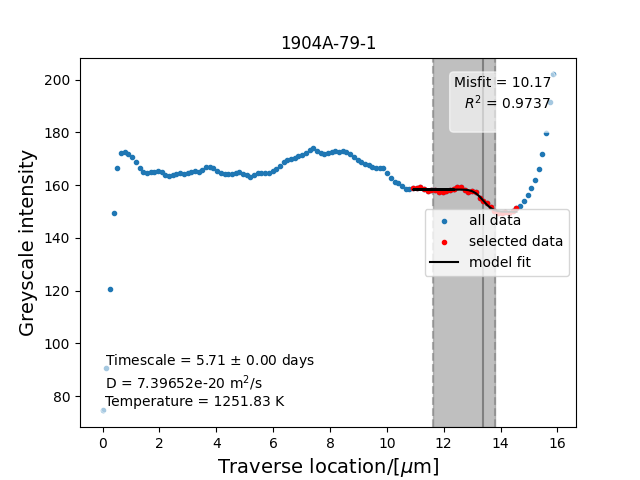 1904A-79-1
Greyscale intensity
200
180
160
140
120
100
80
Misfit = 10.17
R² = 0.9737
all data
selected data
model fit
Timescale = 5.71 ± 0.00 days
D = 7.39652e-20 m²/s
Temperature = 1251.83 K
0 2 4 6 8 10 12 14 16
Traverse location/[μm]